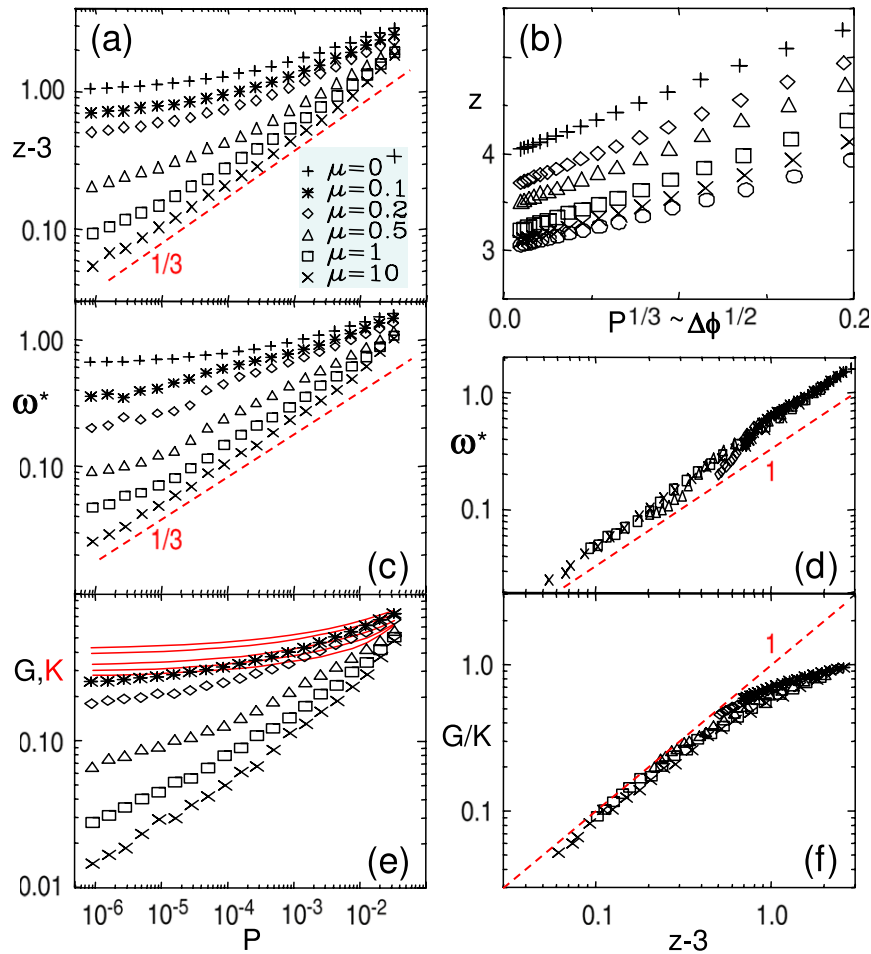 (a)
1.00
z-3
0.10
+ μ=0⁺
✱ μ=0.1
◇ μ=0.2
△ μ=0.5
□ μ=1
× μ=10
1/3
(b)
z
4
3
0.0
P^{1/3} ~ Δϕ^{1/2}
0.2
(c)
1.00
ω*
0.10
1/3
(d)
1.0
ω*
0.1
1
(e)
G,K
0.10
0.01
10⁻⁶
10⁻⁵
10⁻⁴
10⁻³
10⁻²
P
(f)
1
1.0
G/K
0.1
0.1
1.0
z-3